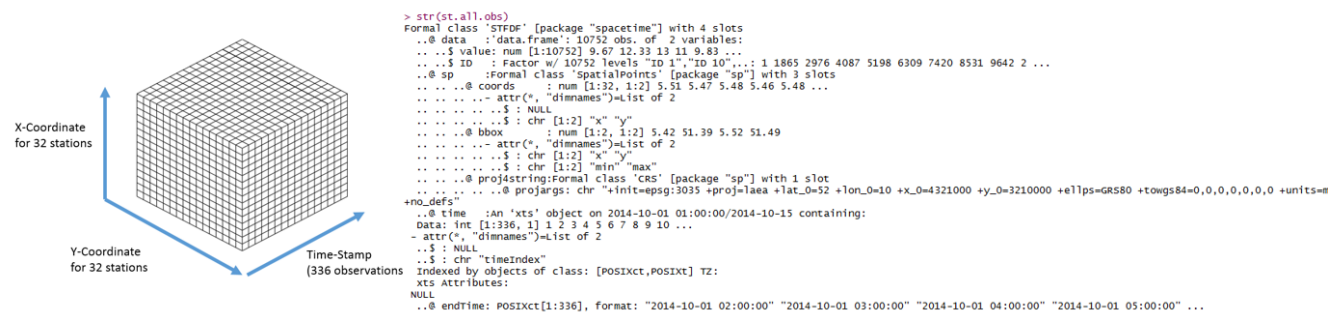 X-Coordinate
for 32 stations
Y-Coordinate
for 32 stations
Time-Stamp
(336 observations
> str(st.all.obs)
Formal class 'STFDF' [package "spacetime"] with 4 slots
  ..@ data   :'data.frame': 10752 obs. of  2 variables:
  .. ..$ value: num [1:10752] 9.67 12.33 13 11 9.83 ...
  .. ..$ ID   : Factor w/ 10752 levels "ID 1","ID 10",..: 1 1865 2976 4087 5198 6309 7420 8531 9642 2 ...
  ..@ sp     :Formal class 'SpatialPoints' [package "sp"] with 3 slots
  .. .. .. ..@ coords     : num [1:32, 1:2] 5.51 5.47 5.48 5.46 5.48 ...
  .. .. .. .. ..- attr(*, "dimnames")=List of 2
  .. .. .. .. .. ..$ : NULL
  .. .. .. .. .. ..$ : chr [1:2] "x" "y"
  .. .. .. ..@ bbox       : num [1:2, 1:2] 5.42 51.39 5.52 51.49
  .. .. .. .. ..- attr(*, "dimnames")=List of 2
  .. .. .. .. .. ..$ : chr [1:2] "x" "y"
  .. .. .. .. .. ..$ : chr [1:2] "min" "max"
  .. .. .. ..@ proj4string:Formal class 'CRS' [package "sp"] with 1 slot
  .. .. .. .. .. .. ..@ projargs: chr "+init=epsg:3035 +proj=laea +lat_0=52 +lon_0=10 +x_0=4321000 +y_0=3210000 +ellps=GRS80 +towgs84=0,0,0,0,0,0,0 +units=m
+no_defs"
  ..@ time   :An ‘xts’ object on 2014-10-01 01:00:00/2014-10-15 containing:
  Data: int [1:336, 1] 1 2 3 4 5 6 7 8 9 10 ...
 - attr(*, "dimnames")=List of 2
  ..$ : NULL
  ..$ : chr "timeIndex"
  Indexed by objects of class: [POSIXct,POSIXt] TZ:
  xts Attributes:
 NULL
  ..@ endTime: POSIXct[1:336], format: "2014-10-01 02:00:00" "2014-10-01 03:00:00" "2014-10-01 04:00:00" "2014-10-01 05:00:00" ...